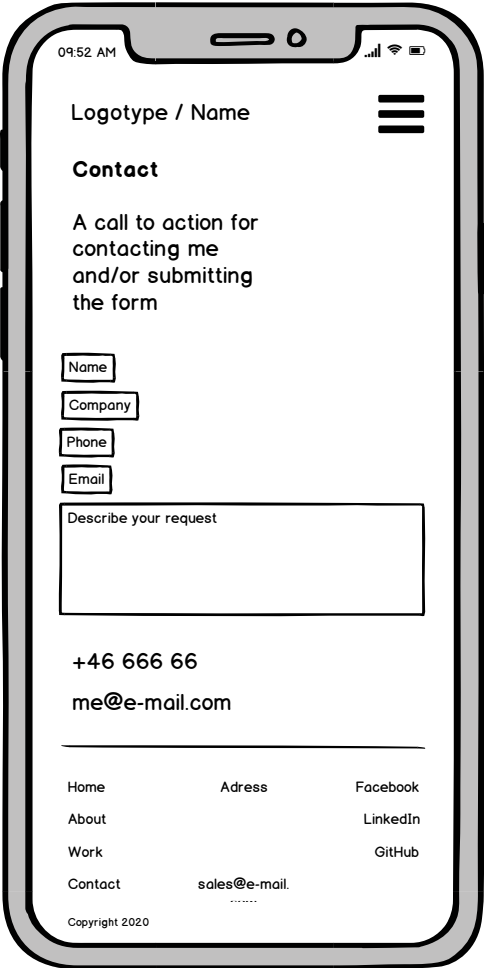 09:52 AM
Logotype / Name
Contact
A call to action for
contacting me
and/or submitting
the form
Name
Company
Phone
Email
Describe your request
+46 666 66
me@e-mail.com
Home Adress Facebook
About LinkedIn
Work GitHub
Contact sales@e-mail.
Copyright 2020